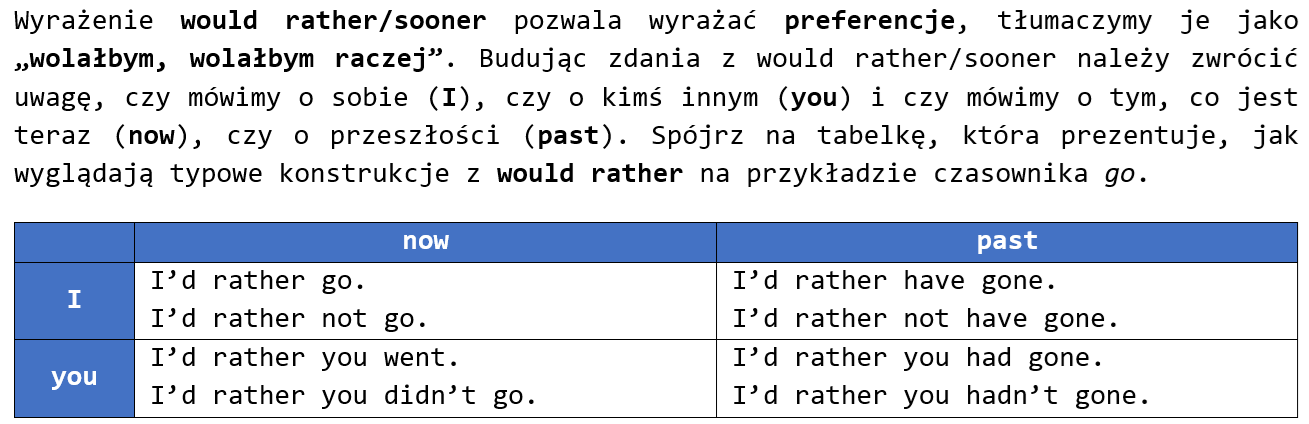 Wyrażenie would rather/sooner pozwala wyrażać preferencje, tłumaczymy je jako
„wolałbym, wolałbym raczej”. Budując zdania z would rather/sooner należy zwrócić
uwagę, czy mówimy o sobie (I), czy o kimś innym (you) i czy mówimy o tym, co jest
teraz (now), czy o przeszłości (past). Spójrz na tabelkę, która prezentuje, jak
wyglądają typowe konstrukcje z would rather na przykładzie czasownika go.
now past
I
I’d rather go. I’d rather have gone.
I’d rather not go. I’d rather not have gone.
you
I’d rather you went. I’d rather you had gone.
I’d rather you didn’t go. I’d rather you hadn’t gone.